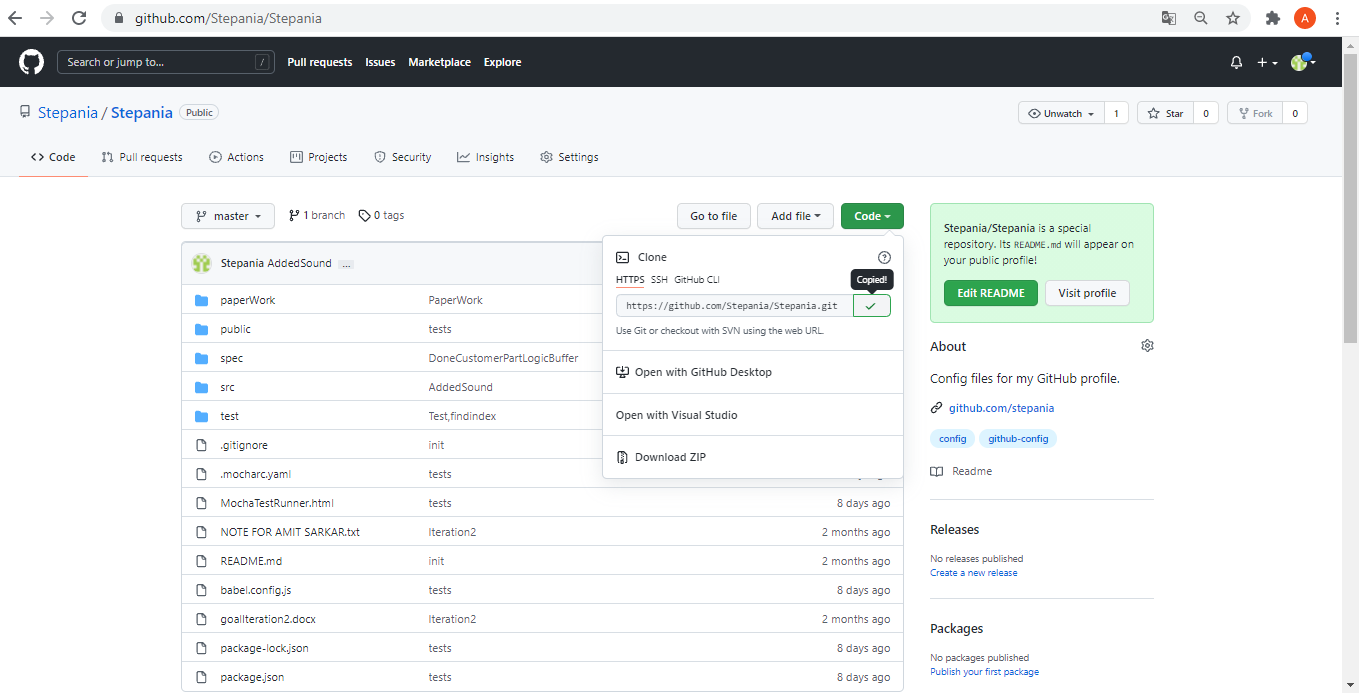 github.com/Stepania/Stepania
A
Search or jump to...
/
Pull requests Issues Marketplace Explore
Stepania / Stepania Public
Unwatch 1 Star 0 Fork 0
Code Pull requests Actions Projects Security Insights Settings
master 1 branch 0 tags Go to file Add file Code
Stepania AddedSound ...
paperWork PaperWork
public tests
spec DoneCustomerPartLogicBuffer
src AddedSound
test Test,findindex
.gitignore init
.mocharc.yaml tests
MochaTestRunner.html tests 8 days ago
NOTE FOR AMIT SARKAR.txt Iteration2 2 months ago
README.md init 2 months ago
babel.config.js tests 8 days ago
goalIteration2.docx Iteration2 2 months ago
package-lock.json tests 8 days ago
package.json tests 8 days ago
Clone
HTTPS SSH GitHub CLI
Copied!
https://github.com/Stepania/Stepania.git
Use Git or checkout with SVN using the web URL.
Open with GitHub Desktop
Open with Visual Studio
Download ZIP
Stepania/Stepania is a special
repository. Its README.md will appear on
your public profile!
Edit README Visit profile
About
Config files for my GitHub profile.
github.com/stepania
config github-config
Readme
Releases
No releases published
Create a new release
Packages
No packages published
Publish your first package